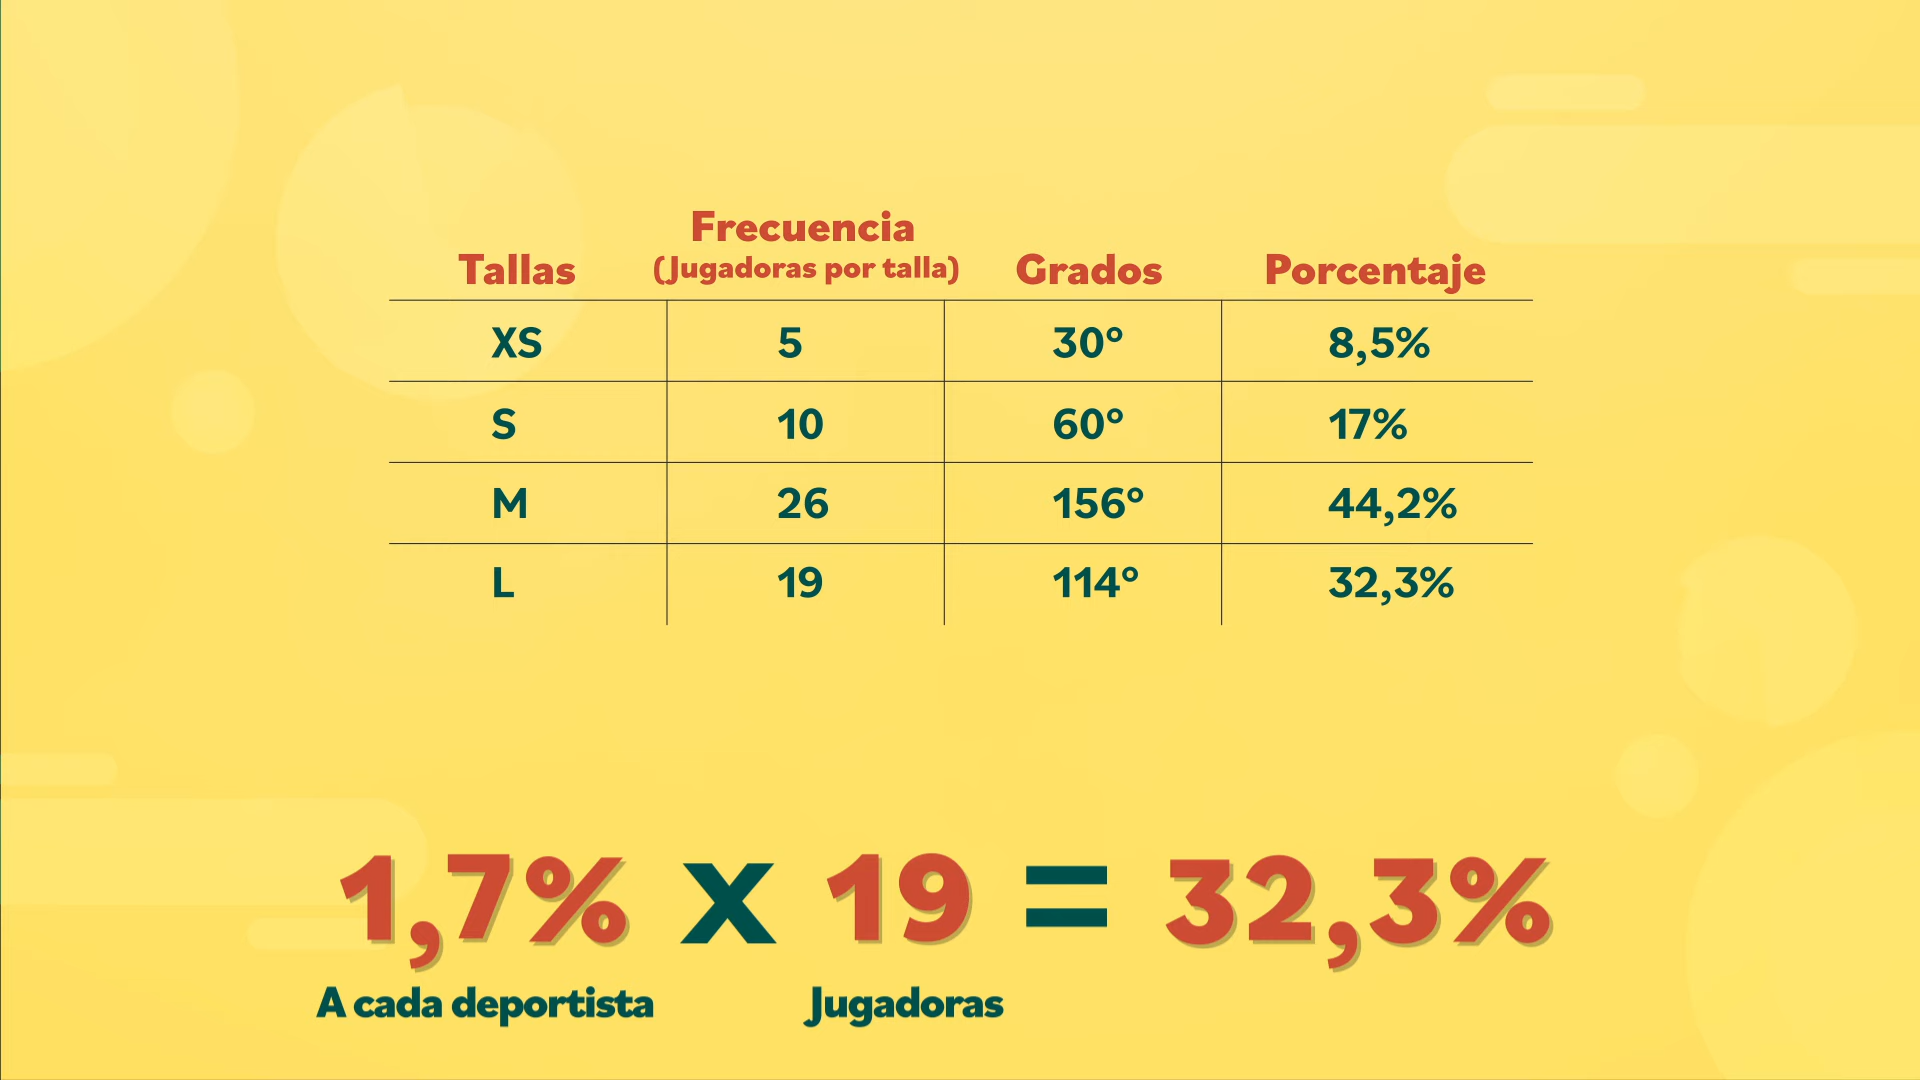 Tallas Frecuencia (Jugadoras por talla) Grados Porcentaje
XS 5 30° 8,5%
S 10 60° 17%
M 26 156° 44,2%
L 19 114° 32,3%
1,7% x 19 = 32,3%
A cada deportista Jugadoras